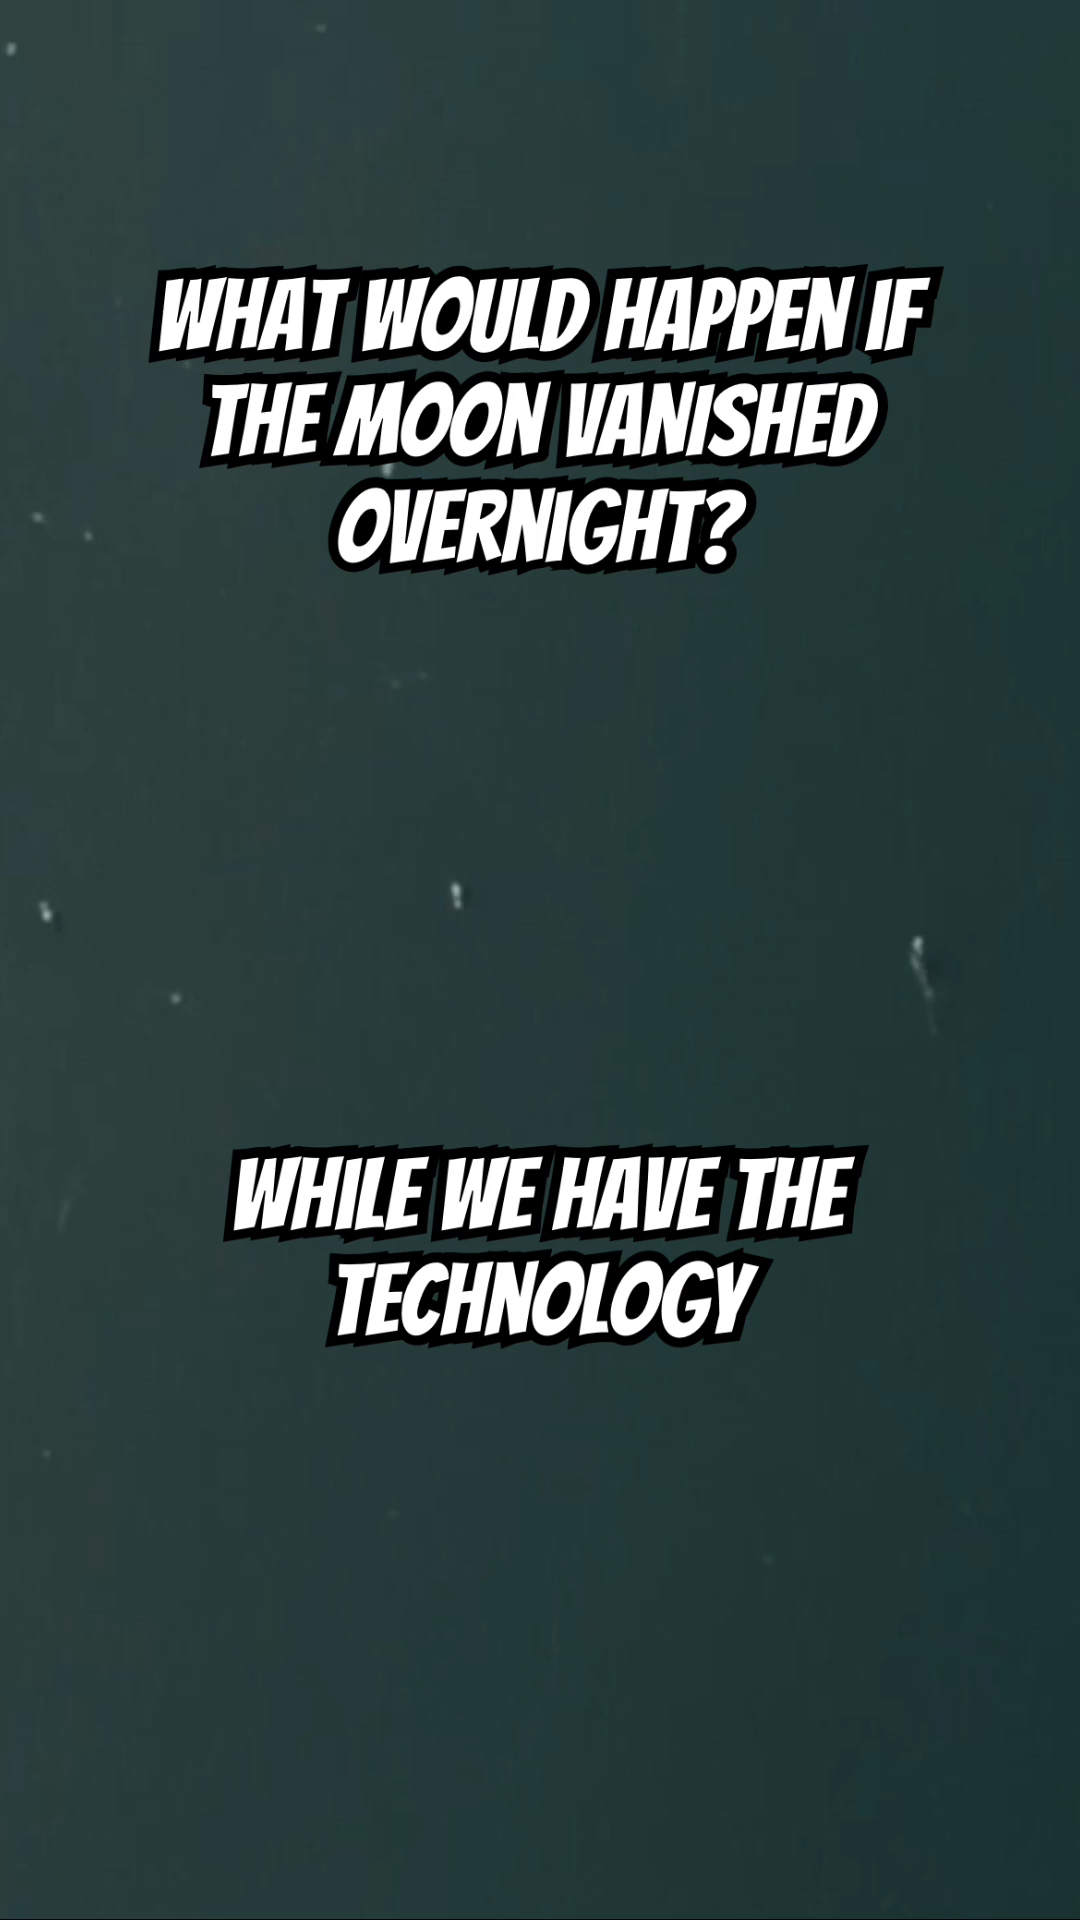 WHAT WOULD HAPPEN IF
THE MOON VANISHED
OVERNIGHT?
WHILE WE HAVE THE
TECHNOLOGY